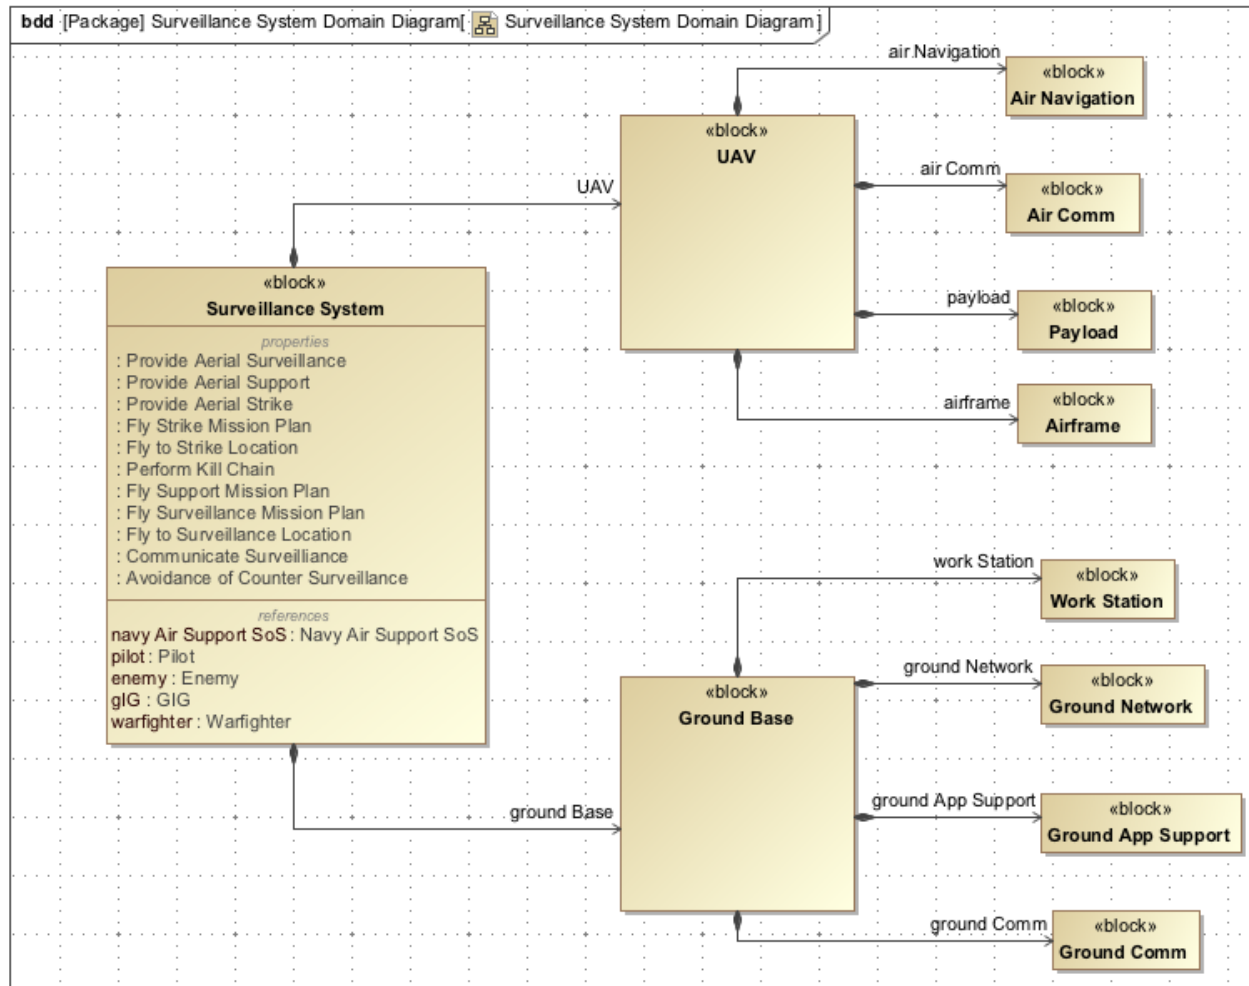 bdd [Package] Surveillance System Domain Diagram[ Surveillance System Domain Diagram ]
air Navigation
«block»
Air Navigation
«block»
UAV
air Comm
«block»
Air Comm
UAV
payload
«block»
Payload
airframe
«block»
Airframe
«block»
Surveillance System
properties
: Provide Aerial Surveillance
: Provide Aerial Support
: Provide Aerial Strike
: Fly Strike Mission Plan
: Fly to Strike Location
: Perform Kill Chain
: Fly Support Mission Plan
: Fly Surveillance Mission Plan
: Fly to Surveillance Location
: Communicate Surveilliance
: Avoidance of Counter Surveillance
references
navy Air Support SoS : Navy Air Support SoS
pilot : Pilot
enemy : Enemy
gIG : GIG
warfighter : Warfighter
work Station
«block»
Work Station
«block»
Ground Base
ground Network
«block»
Ground Network
ground Base
ground App Support
«block»
Ground App Support
ground Comm
«block»
Ground Comm